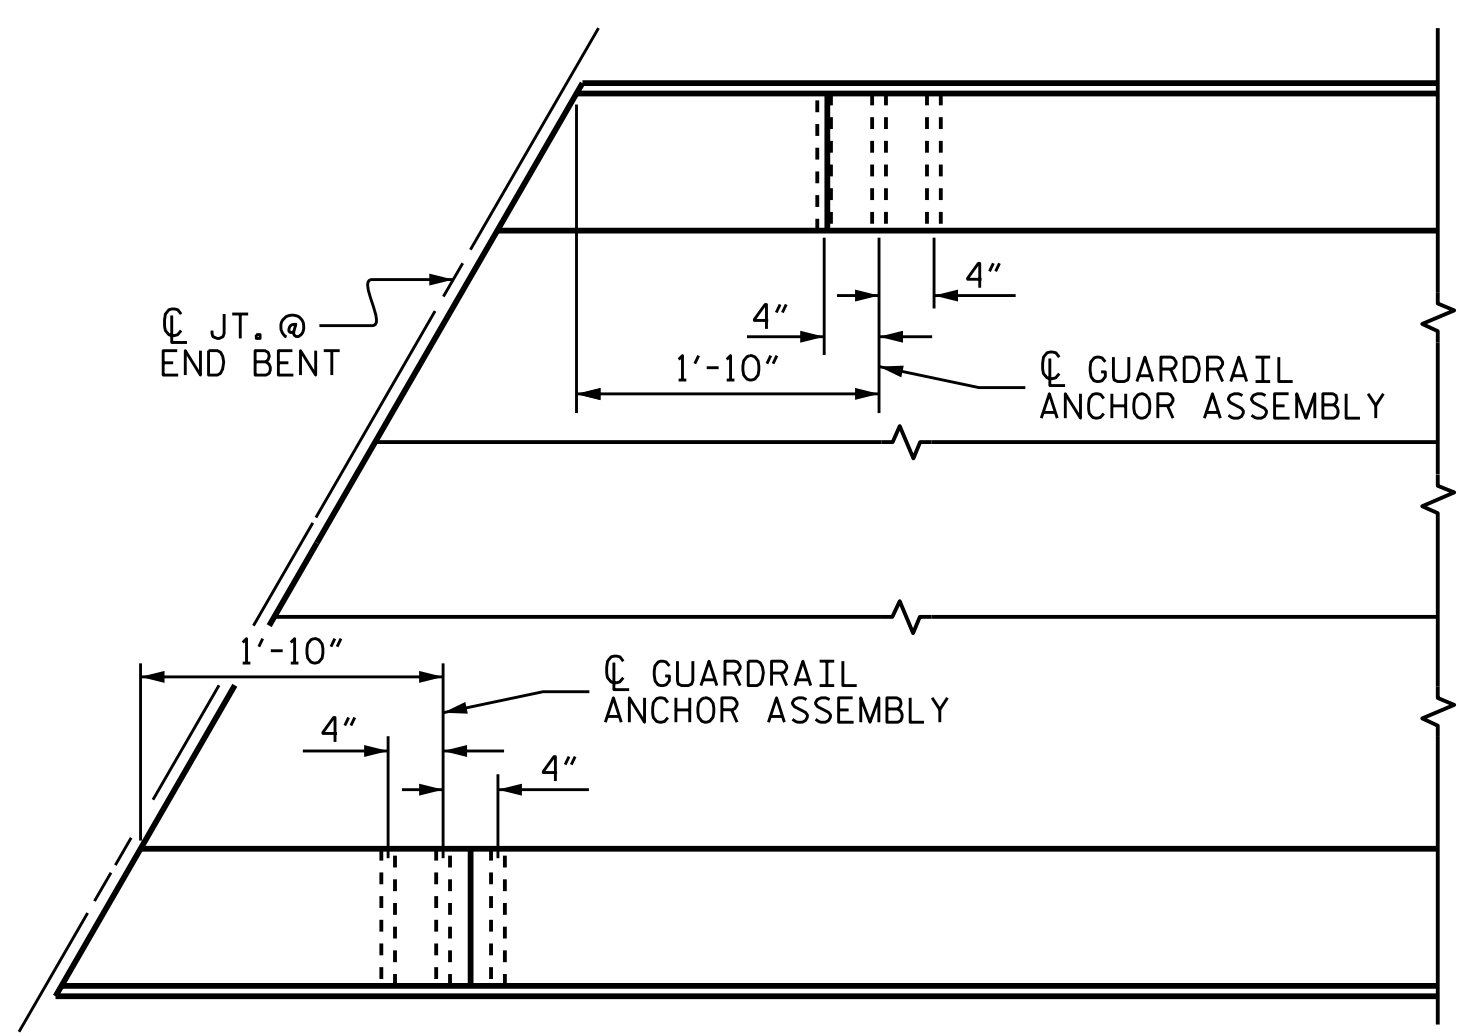 4"
4"
℄ JT. @
END BENT
1'-10"
℄ GUARDRAIL
ANCHOR ASSEMBLY
1'-10"
℄ GUARDRAIL
ANCHOR ASSEMBLY
4"
4"